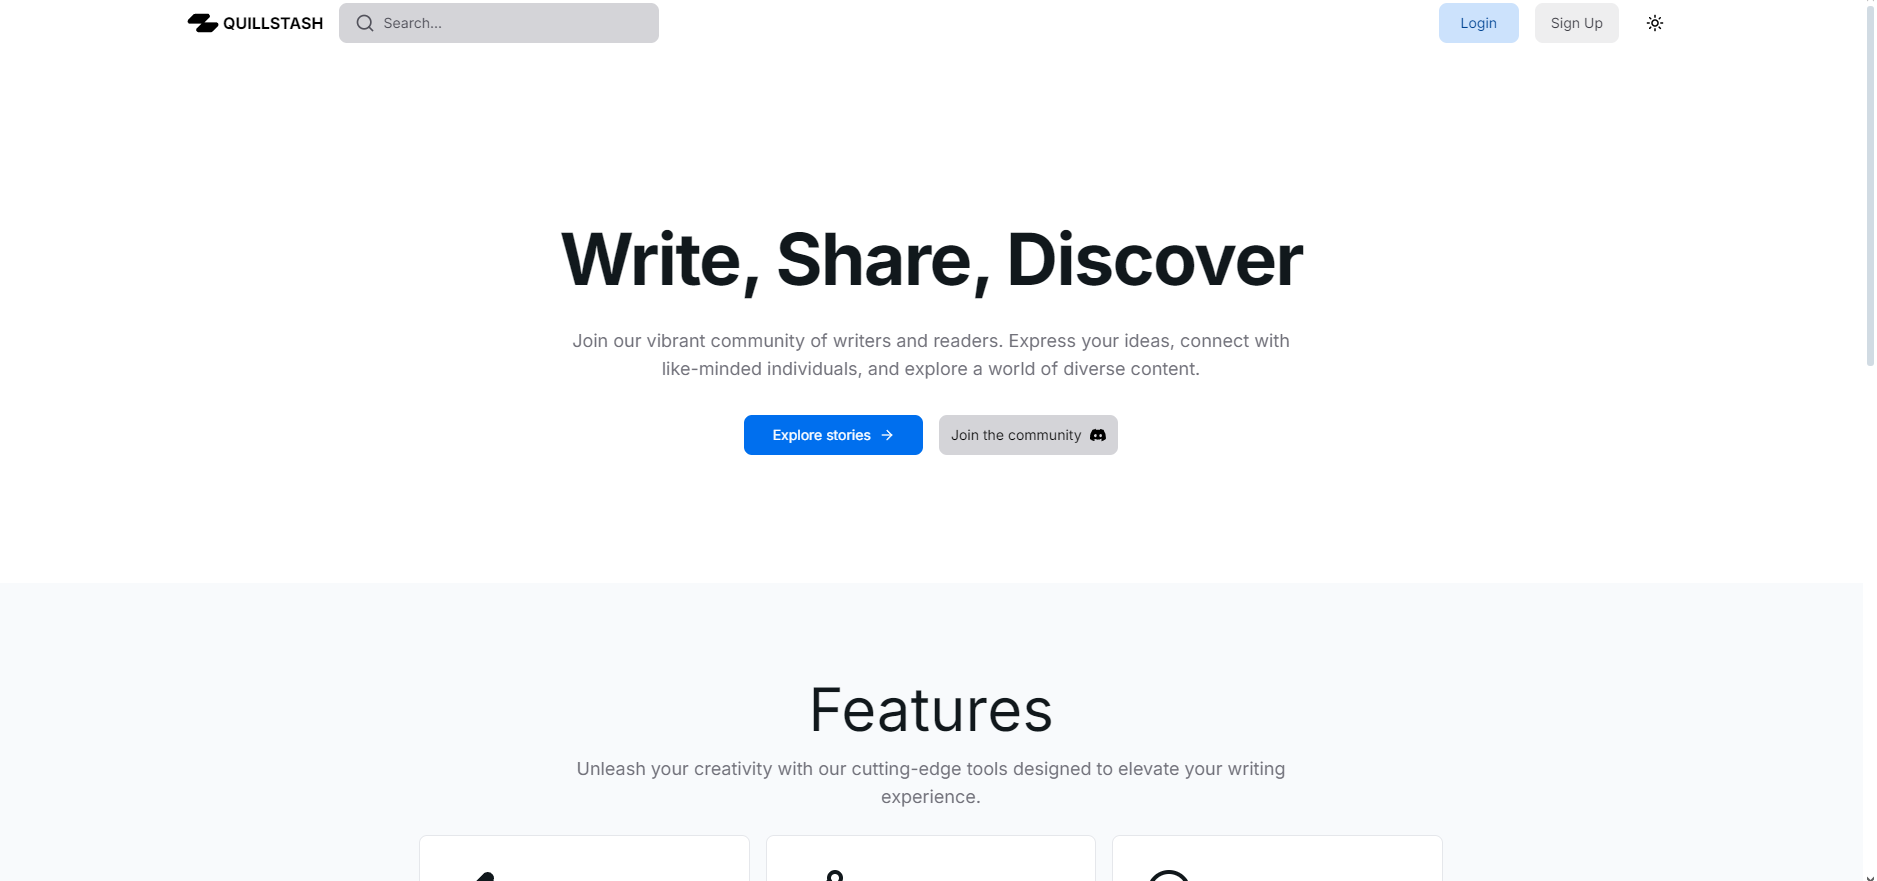 QUILLSTASH
Search...
Login
Sign Up
Write, Share, Discover
Join our vibrant community of writers and readers. Express your ideas, connect with
like-minded individuals, and explore a world of diverse content.
Explore stories
Join the community
Features
Unleash your creativity with our cutting-edge tools designed to elevate your writing
experience.